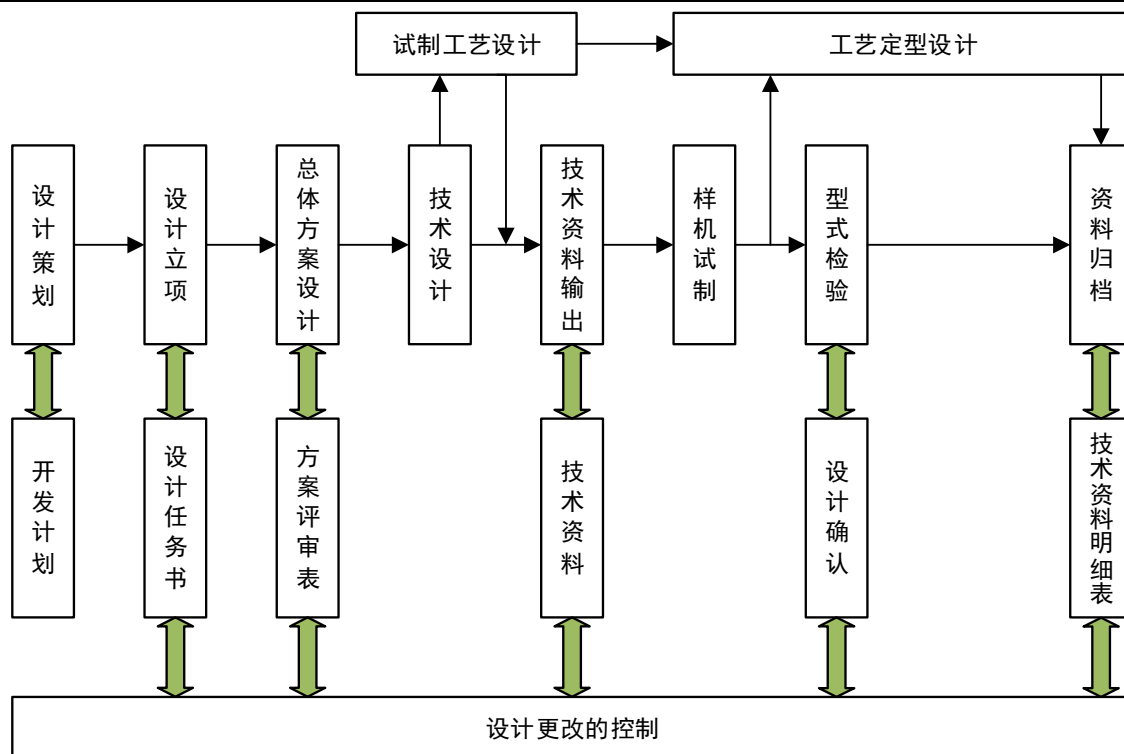 试制工艺设计
工艺定型设计
设计策划
设计立项
总体方案设计
技术设计
技术资料输出
样机试制
型式检验
资料归档
开发计划
设计任务书
方案评审表
技术资料
设计确认
技术资料明细表
设计更改的控制